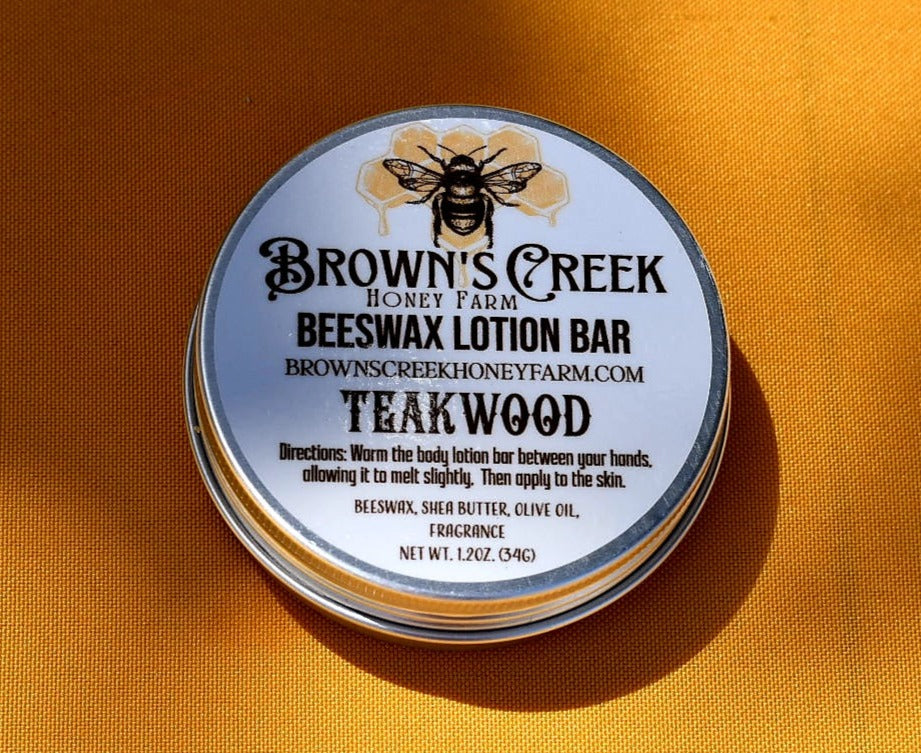 BROWN'S CREEK
HONEY FARM
BEESWAX LOTION BAR
BROWNSCREEKHONEYFARM.COM
TEAKWOOD
Directions: Warm the body lotion bar between your hands,
allowing it to melt slightly. Then apply to the skin.
BEESWAX, SHEA BUTTER, OLIVE OIL,
FRAGRANCE
NET WT. 1.2OZ. (34G)